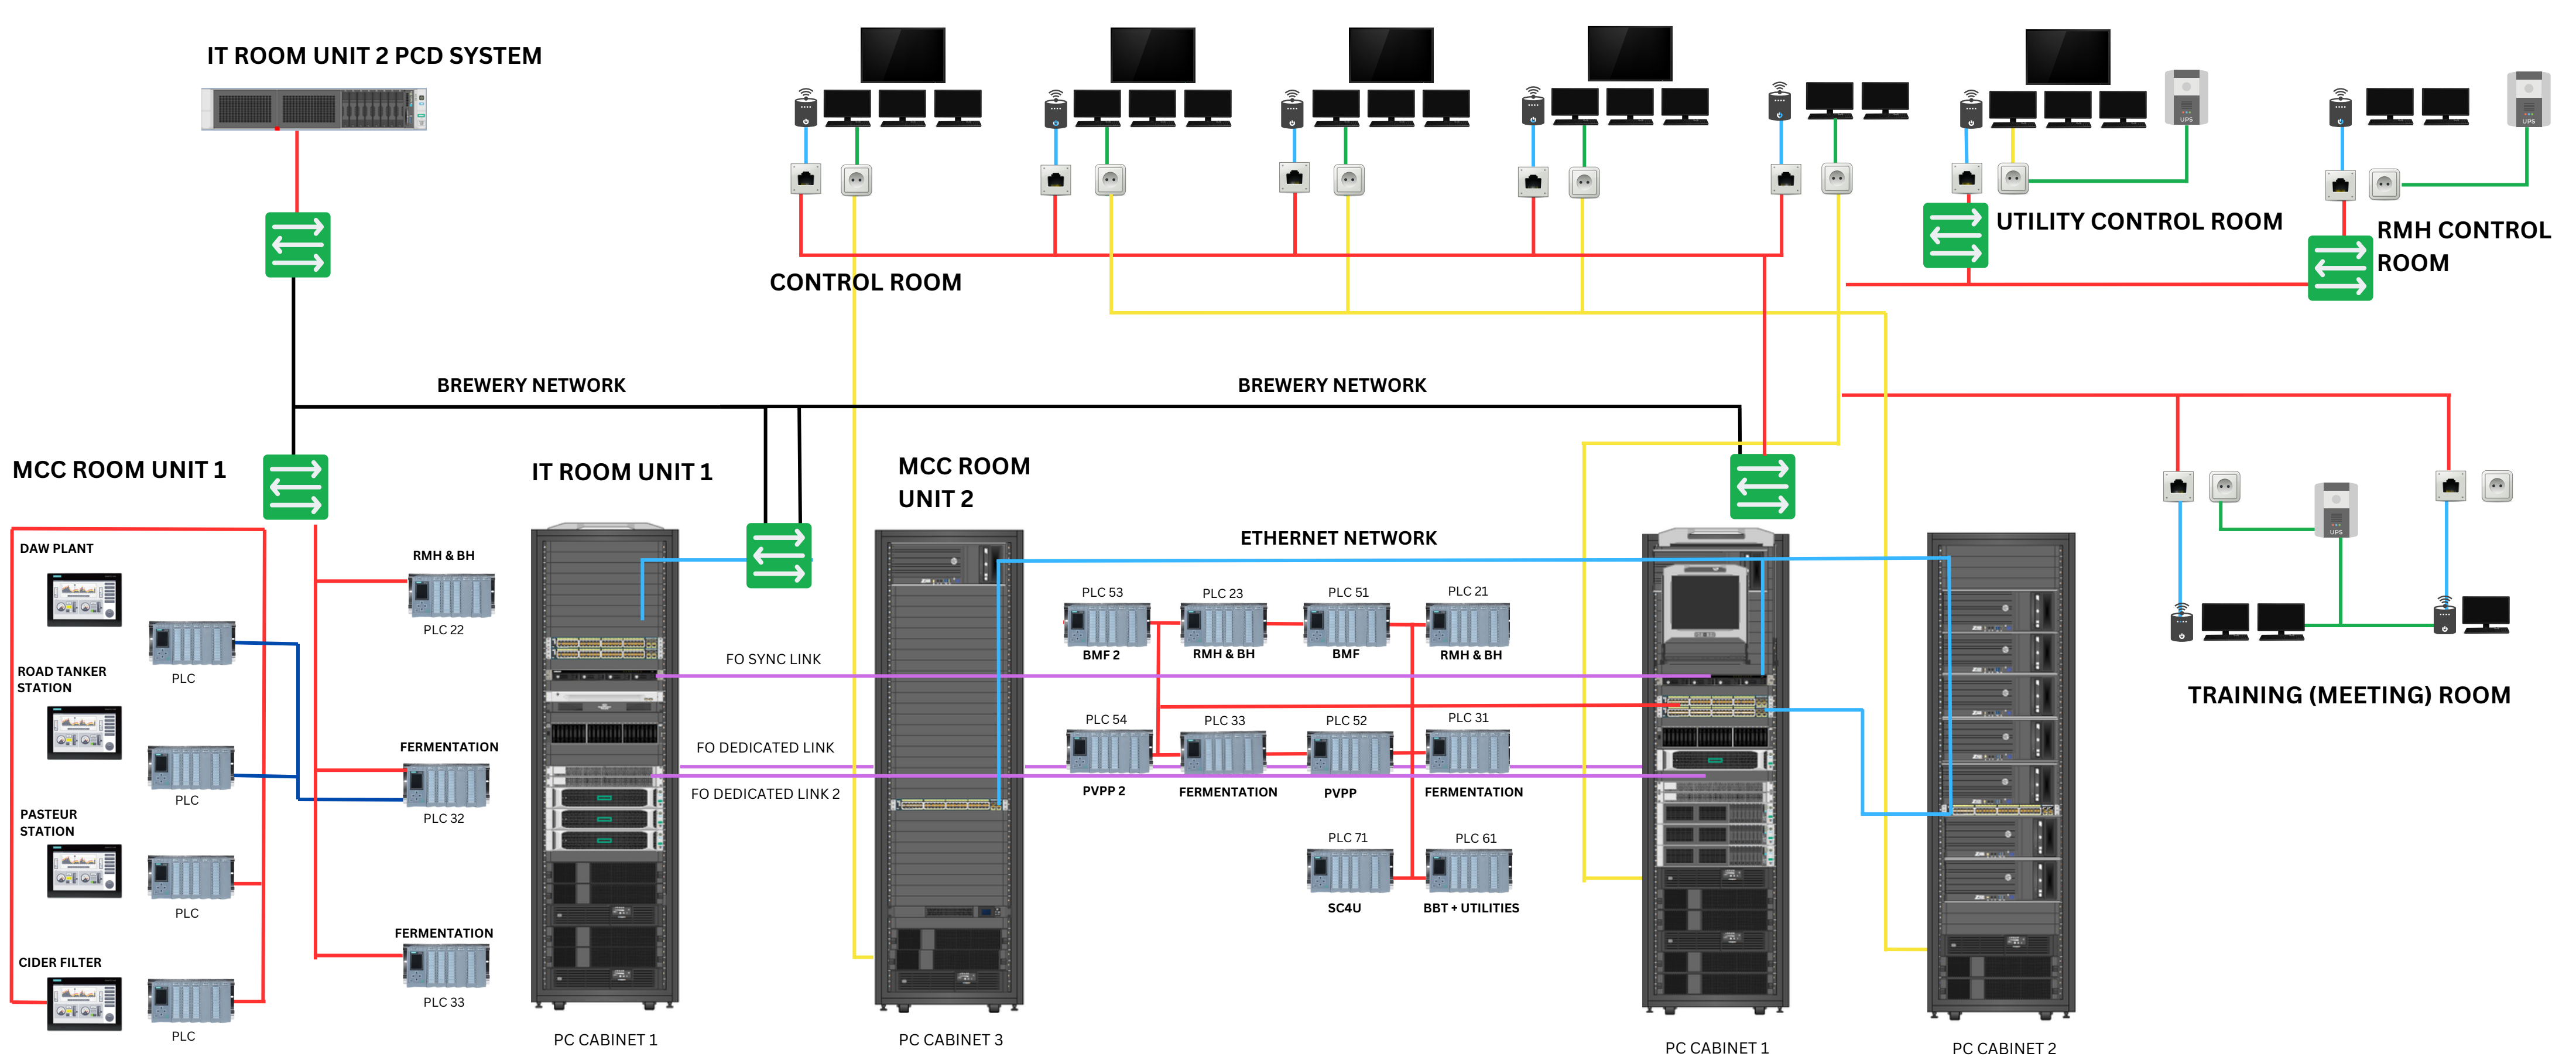 IT ROOM UNIT 2 PCD SYSTEM
UPS
UPS
UTILITY CONTROL ROOM
RMH CONTROL
ROOM
CONTROL ROOM
BREWERY NETWORK
BREWERY NETWORK
MCC ROOM UNIT 1
IT ROOM UNIT 1
MCC ROOM
UNIT 2
ETHERNET NETWORK
UPS
TRAINING (MEETING) ROOM
DAW PLANT
PLC
ROAD TANKER
STATION
PLC
PASTEUR
STATION
PLC
CIDER FILTER
PLC
RMH & BH
PLC 22
FERMENTATION
PLC 32
FERMENTATION
PLC 33
FO SYNC LINK
FO DEDICATED LINK
FO DEDICATED LINK 2
PLC 53
PLC 23
PLC 51
PLC 21
BMF 2
RMH & BH
BMF
RMH & BH
PLC 54
PLC 33
PLC 52
PLC 31
PVPP 2
FERMENTATION
PVPP
FERMENTATION
PLC 71
PLC 61
SC4U
BBT + UTILITIES
PC CABINET 1
PC CABINET 3
PC CABINET 1
PC CABINET 2